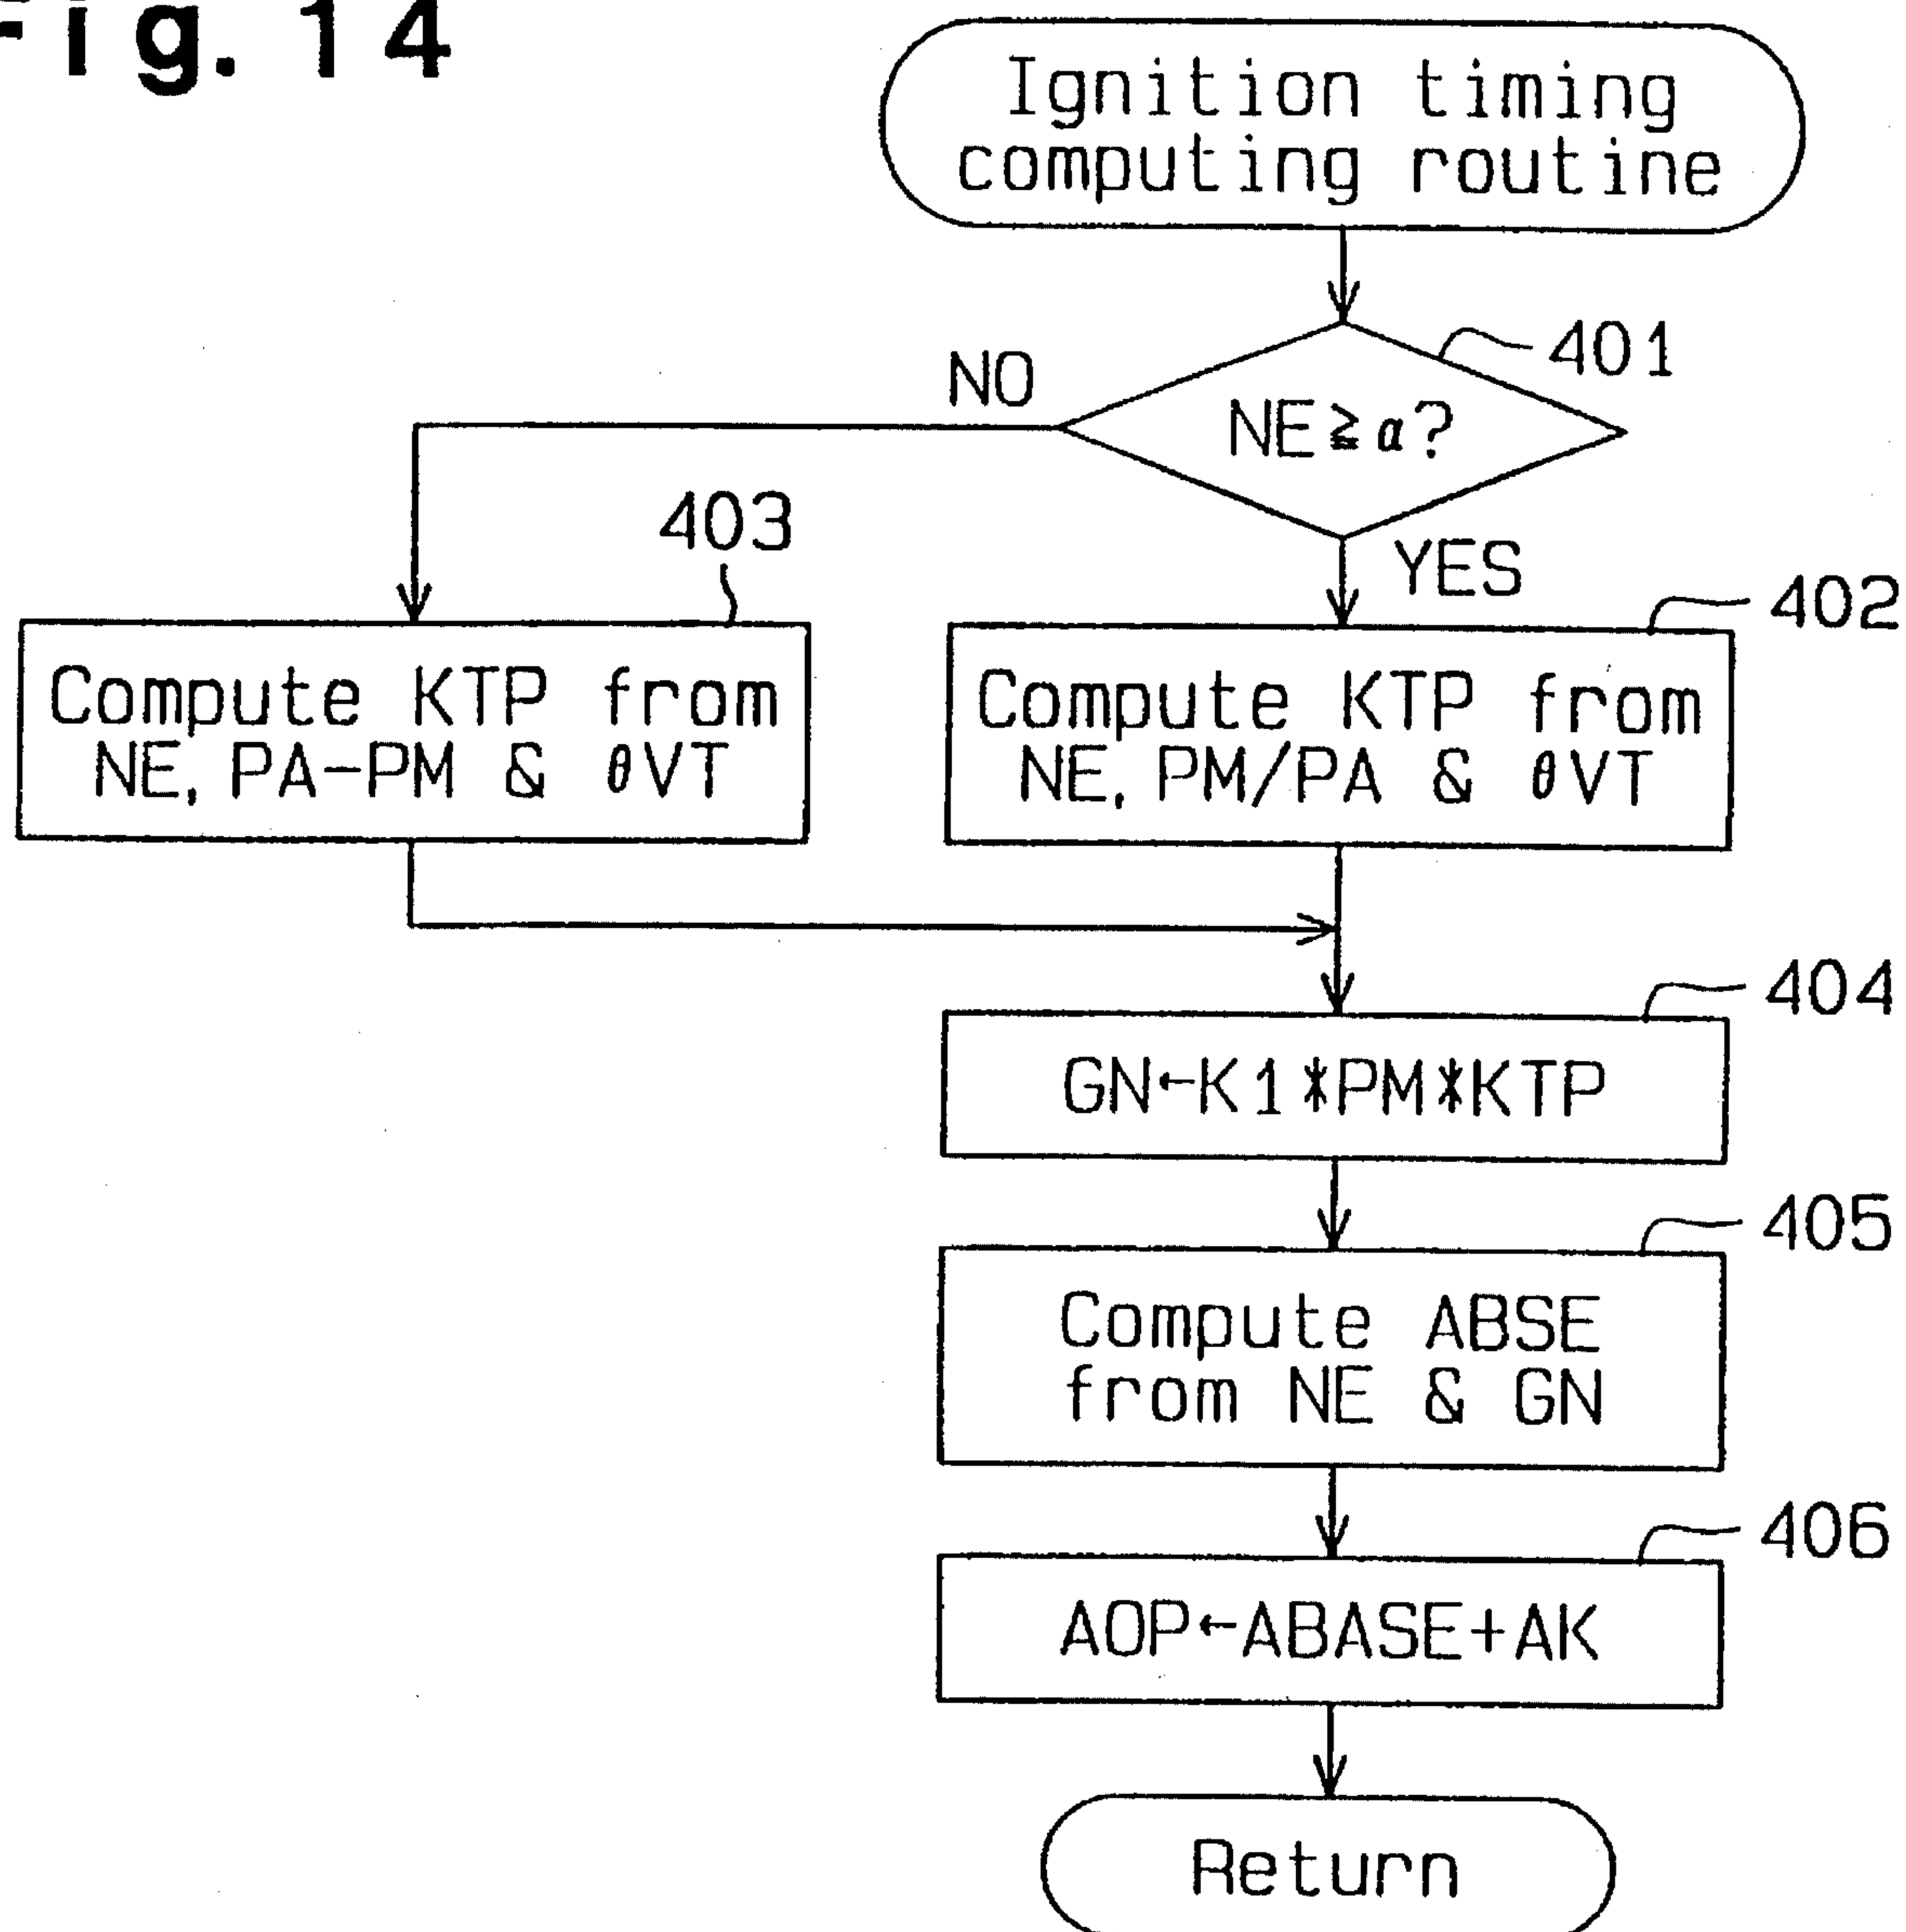 Fig. 14
Ignition timing
computing routine
401
NO
NE≧α?
403
YES
402
Compute KTP from
NE, PA-PM & θVT
Compute KTP from
NE, PM/PA & θVT
404
GN←K1*PM*KTP
405
Compute ABSE
from NE & GN
406
AOP←ABASE+AK
Return